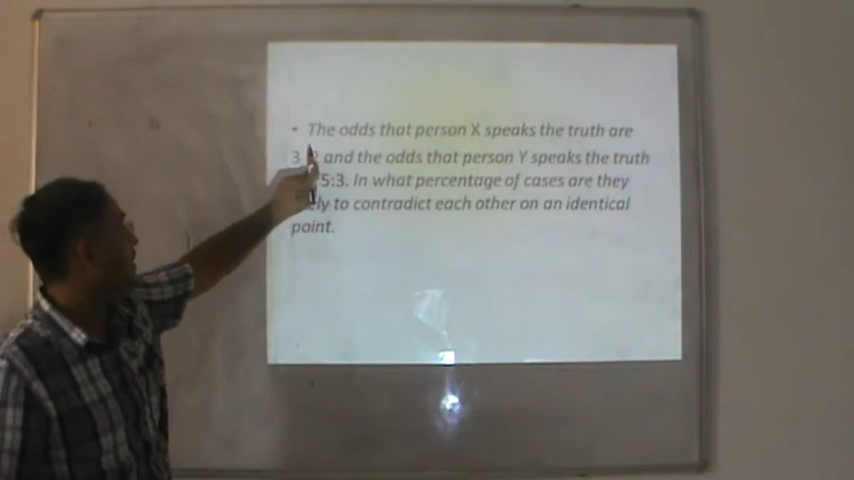 • The odds that person X speaks the truth are
3 and the odds that person Y speaks the truth
5:3. In what percentage of cases are they
to contradict each other on an identical
point.